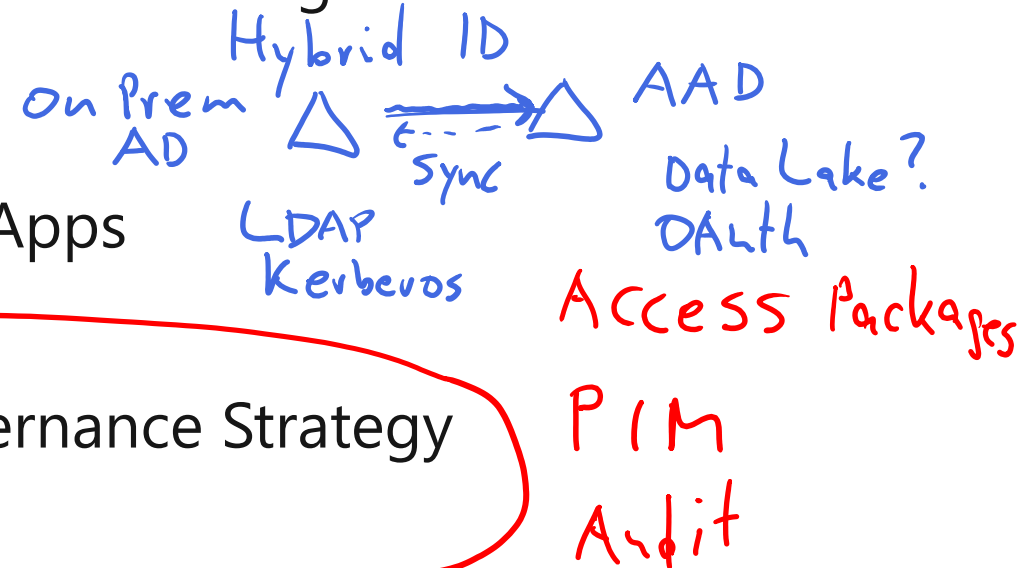 Hybrid ID
On Prem
AD
AAD
Sync
Data Lake?
OAuth
Apps
LDAP
Kerberos
Access Packages
ernance Strategy
PIM
Audit